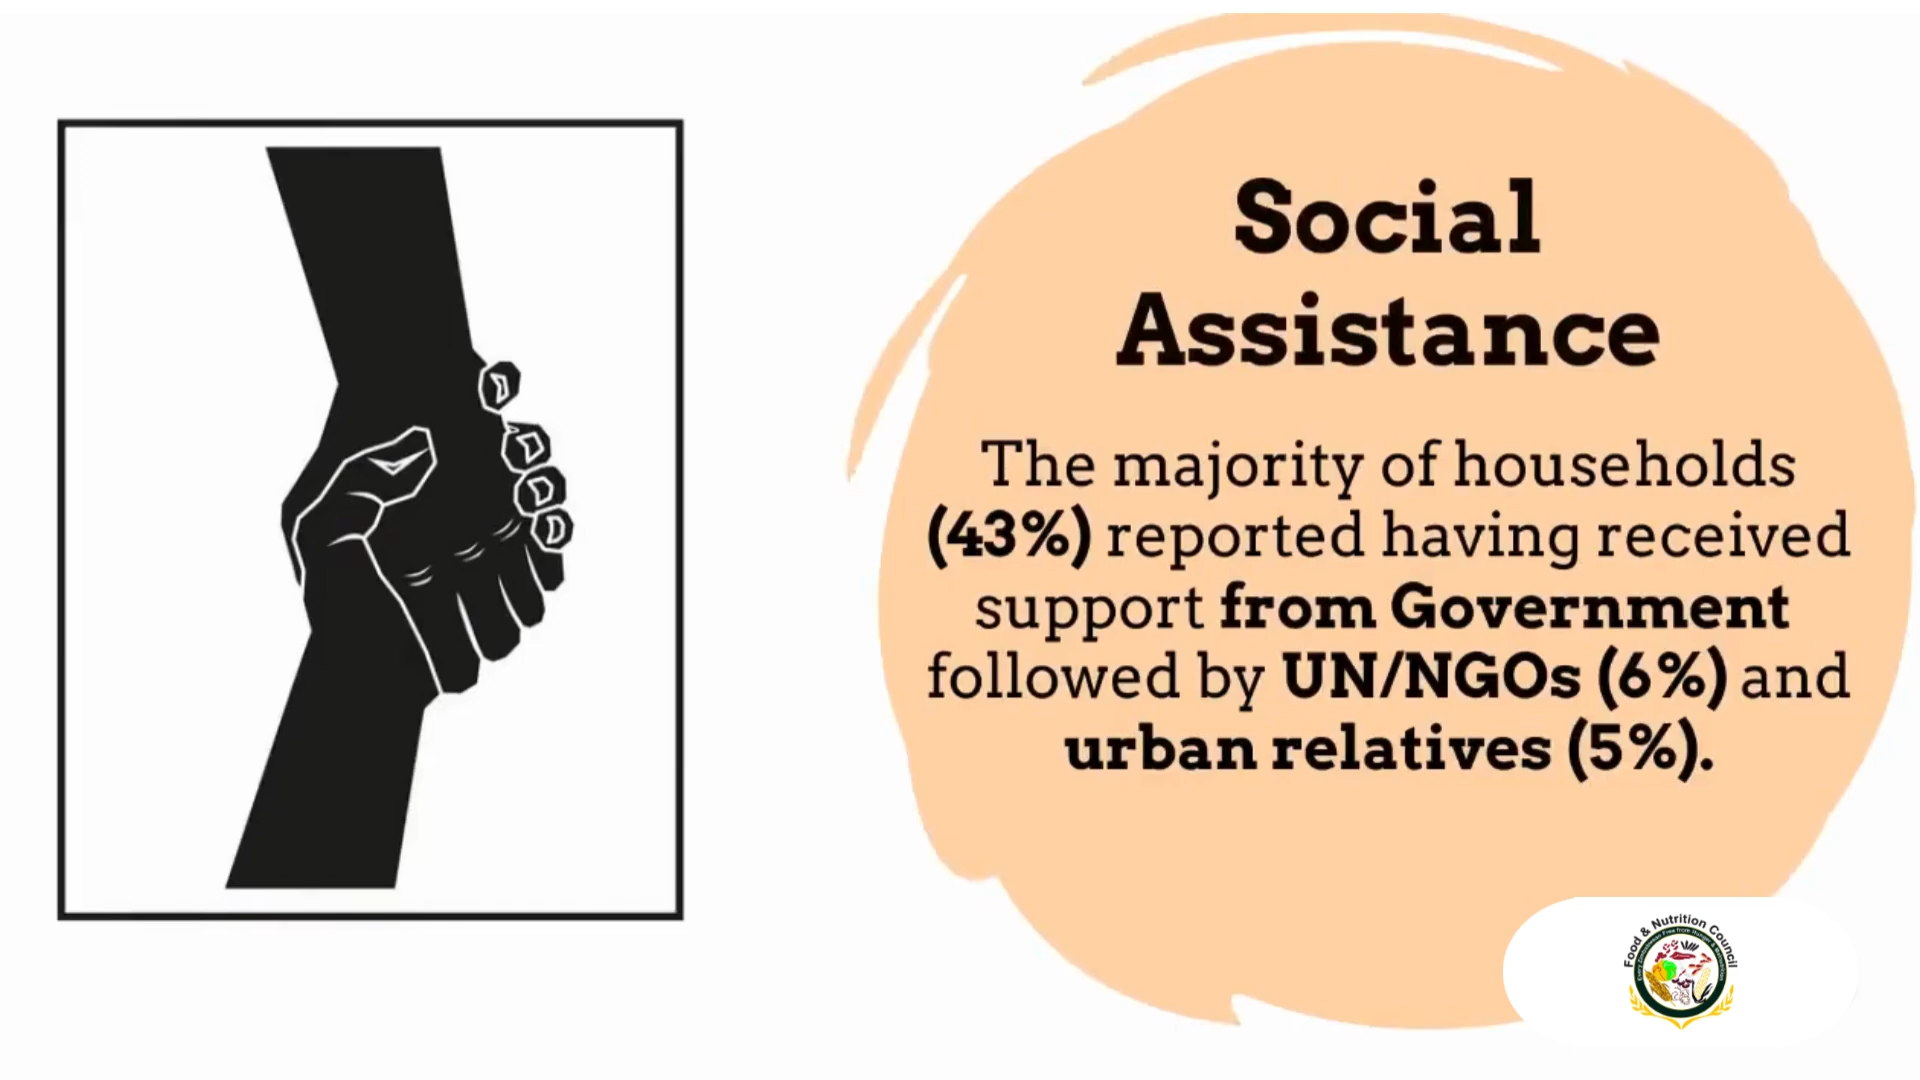 Social
Assistance
The majority of households
(43%) reported having received
support from Government
followed by UN/NGOs (6%) and
urban relatives (5%).
Food & Nutrition Council